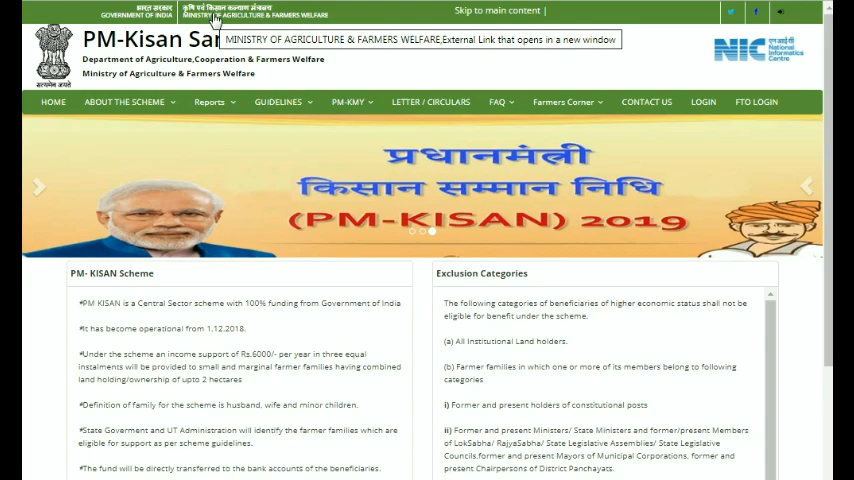 भारत सरकार
GOVERNMENT OF INDIA
कृषि एवं किसान कल्याण मंत्रालय
MINISTRY OF AGRICULTURE & FARMERS WELFARE
Skip to main content |
PM-Kisan Sa
MINISTRY OF AGRICULTURE & FARMERS WELFARE,External Link that opens in a new window
Department of Agriculture,Cooperation & Farmers Welfare
Ministry of Agriculture & Farmers Welfare
सत्यमेव जयते
NIC
एन आई सी
National
Informatics
Centre
HOME ABOUT THE SCHEME Reports GUIDELINES PM-KMY LETTER / CIRCULARS FAQ Farmers Corner CONTACT US LOGIN FTO LOGIN
प्रधानमंत्री
किसान सम्मान निधि
(PM-KISAN) 2019
PM- KISAN Scheme
*PM KISAN is a Central Sector scheme with 100% funding from Government of India
*It has become operational from 1.12.2018.
*Under the scheme an income support of Rs.6000/- per year in three equal
instalments will be provided to small and marginal farmer families having combined
land holding/ownership of upto 2 hectares
*Definition of family for the scheme is husband, wife and minor children.
*State Goverment and UT Administration will identify the farmer families which are
eligible for support as per scheme guidelines.
*The fund will be directly transferred to the bank accounts of the beneficiaries.
Exclusion Categories
The following categories of beneficiaries of higher economic status shall not be
eligible for benefit under the scheme.
(a) All Institutional Land holders.
(b) Farmer families in which one or more of its members belong to following
categories
i) Former and present holders of constitutional posts
ii) Former and present Ministers/ State Ministers and former/present Members
of LokSabha/ RajyaSabha/ State Legislative Assemblies/ State Legislative
Councils,former and present Mayors of Municipal Corporations, former and
present Chairpersons of District Panchayats.